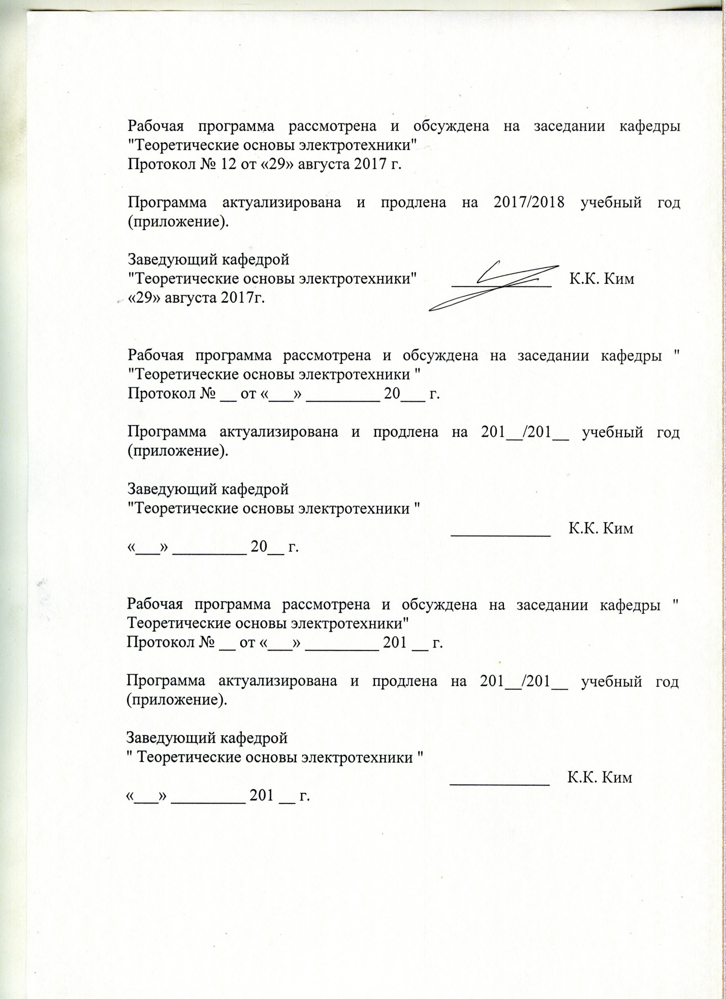 Рабочая программа рассмотрена и обсуждена на заседании кафедры
"Теоретические основы электротехники"
Протокол № 12 от «29» августа 2017 г.
Программа актуализирована и продлена на 2017/2018 учебный год
(приложение).
Заведующий кафедрой
"Теоретические основы электротехники" ____________ К.К. Ким
«29» августа 2017г.
Рабочая программа рассмотрена и обсуждена на заседании кафедры "
"Теоретические основы электротехники "
Протокол № __ от «___» _________ 20___ г.
Программа актуализирована и продлена на 201__/201__ учебный год
(приложение).
Заведующий кафедрой
"Теоретические основы электротехники "
____________ К.К. Ким
«___» _________ 20__ г.
Рабочая программа рассмотрена и обсуждена на заседании кафедры "
Теоретические основы электротехники"
Протокол № __ от «___» _________ 201 __ г.
Программа актуализирована и продлена на 201__/201__ учебный год
(приложение).
Заведующий кафедрой
" Теоретические основы электротехники "
____________ К.К. Ким
«___» _________ 201 __ г.